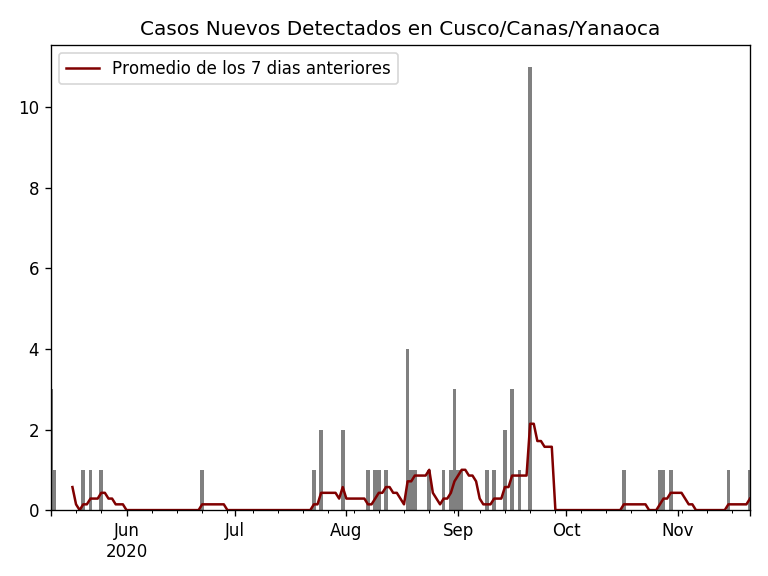 Casos Nuevos Detectados en Cusco/Canas/Yanaoca
Promedio de los 7 dias anteriores
10
8
6
4
2
0
Jun Jul Aug Sep Oct Nov
2020